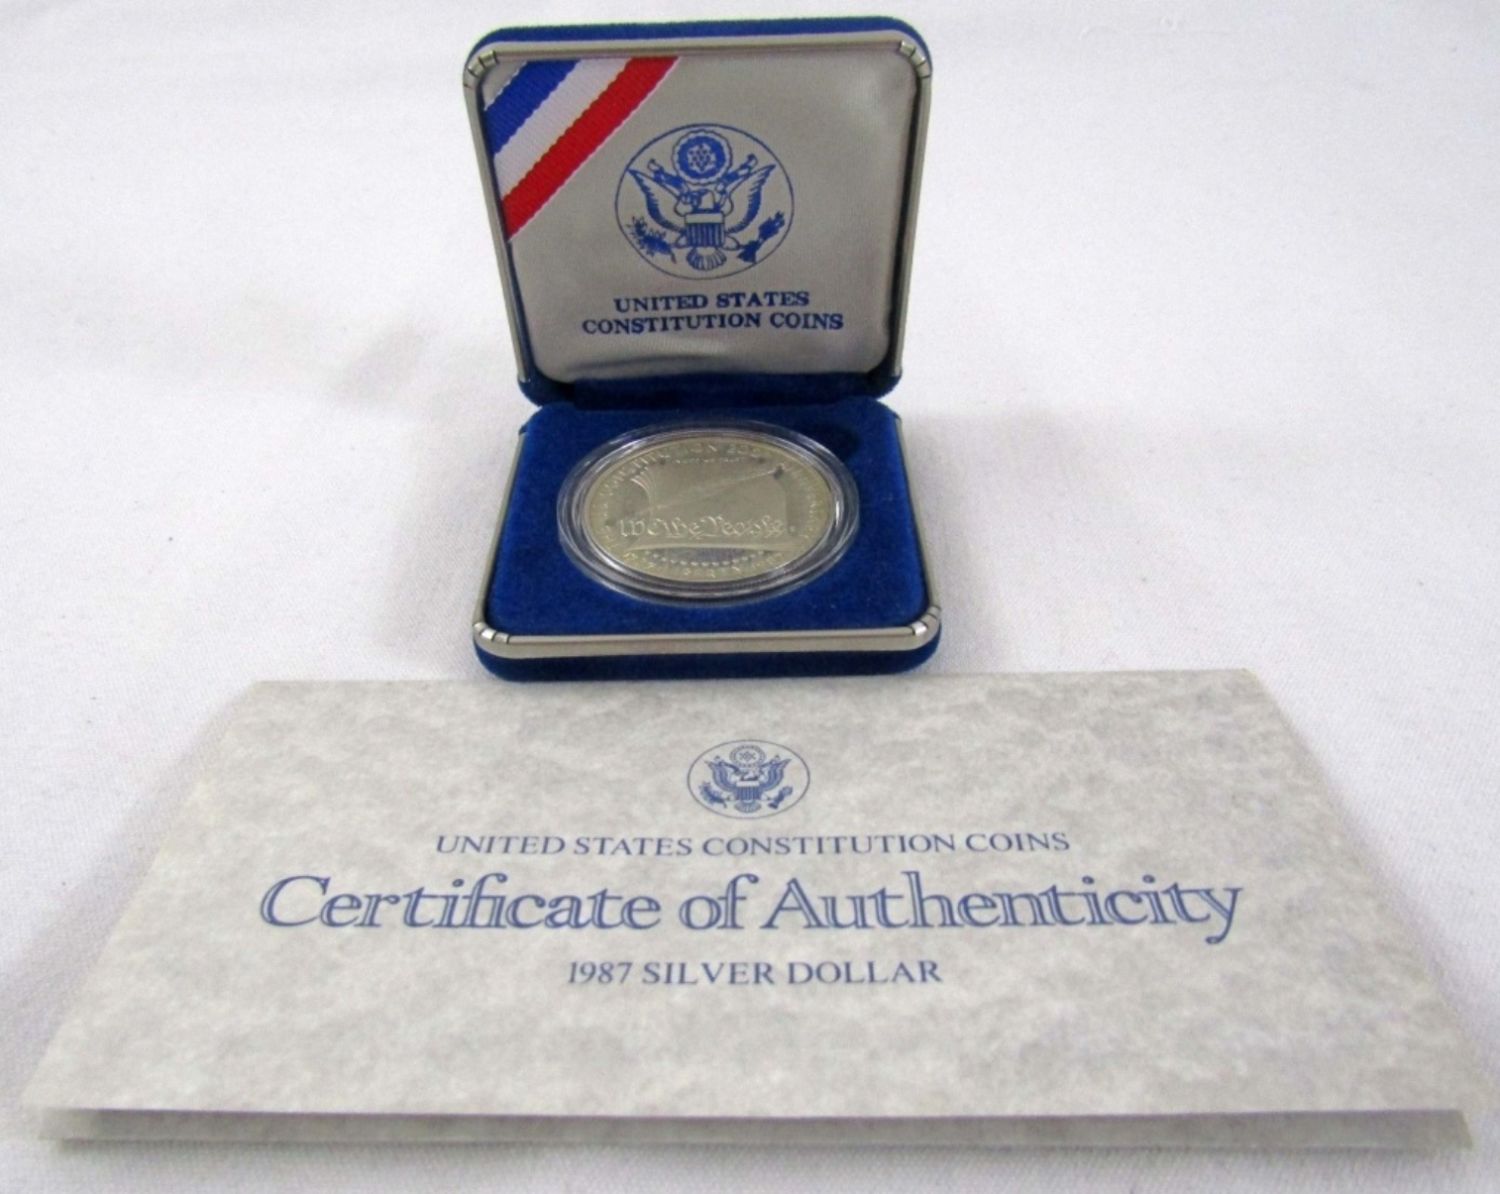 UNITED STATES
CONSTITUTION COINS
We the People
UNITED STATES CONSTITUTION COINS
Certificate of Authenticity
1987 SILVER DOLLAR